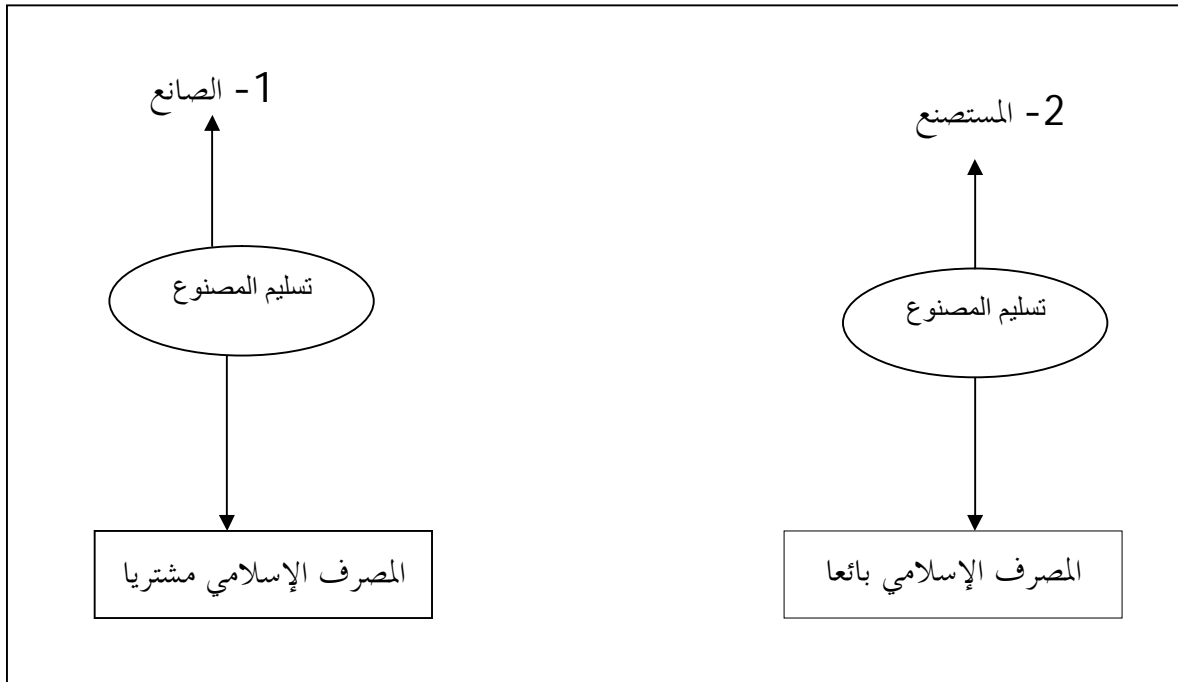 1- الصانع
2- المستصنع
تسليم المصنوع
تسليم المصنوع
المصرف الإسلامي بائعا
المصرف الإسلامي مشتريا